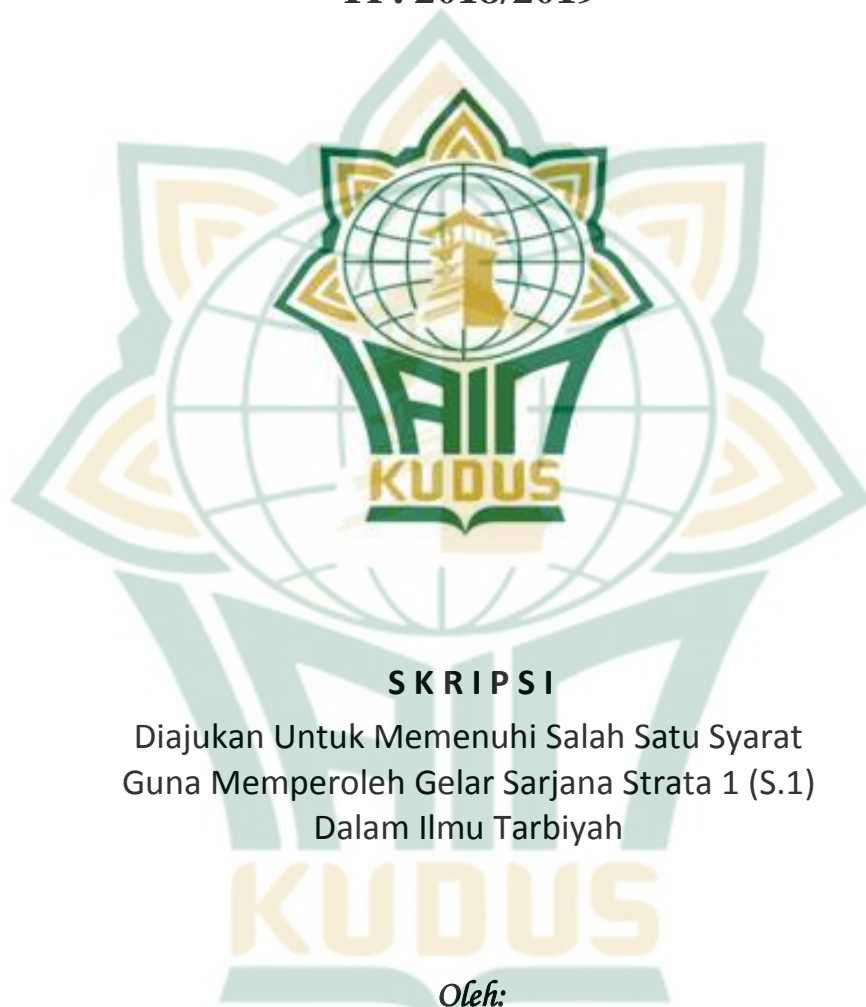 2018/2019
IAIN
KUDUS
S K R I P S I
Diajukan Untuk Memenuhi Salah Satu Syarat
Guna Memperoleh Gelar Sarjana Strata 1 (S.1)
Dalam Ilmu Tarbiyah
KUDUS
Oleh: